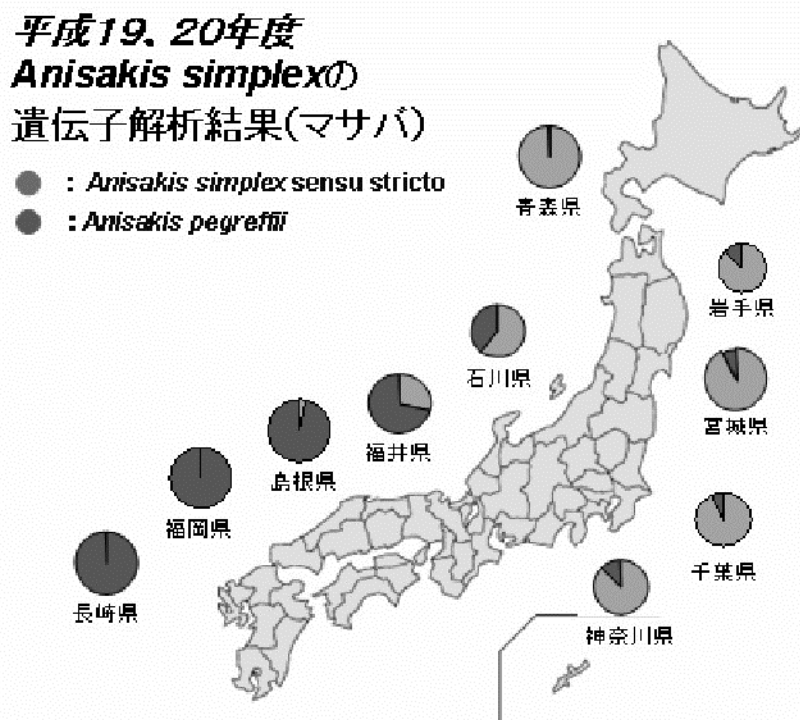 平成19、20年度
Anisakis simplexの
遺伝子解析結果(マサバ)
: Anisakis simplex sensu stricto
: Anisakis pegreffii
青森県
岩手県
石川県
宮城県
福井県
島根県
福岡県
千葉県
長崎県
神奈川県